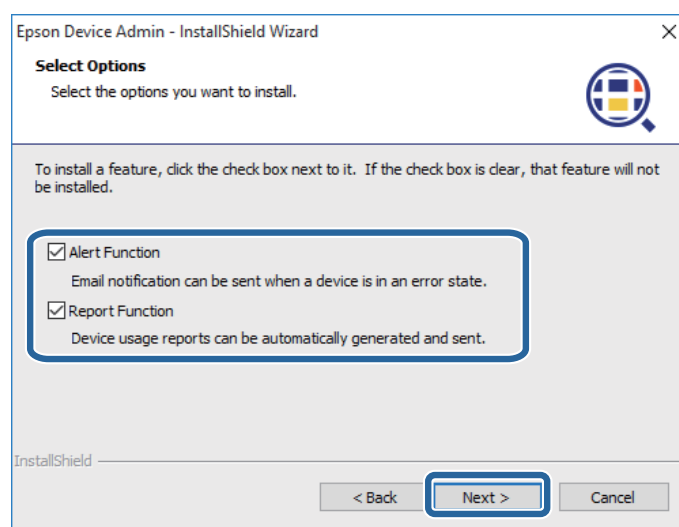 Epson Device Admin - InstallShield Wizard
Select Options
Select the options you want to install.
To install a feature, click the check box next to it. If the check box is clear, that feature will not
be installed.
Alert Function
Email notification can be sent when a device is in an error state.
Report Function
Device usage reports can be automatically generated and sent.
InstallShield
< Back
Next >
Cancel